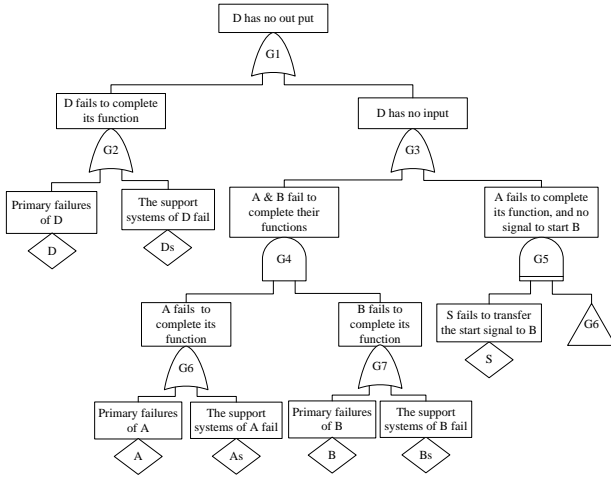 D has no out put
G1
D fails to complete
its function
D has no input
G2
G3
Primary failures
of D
The support
systems of D fail
A & B fail to
complete their
functions
A fails to complete
its function, and no
signal to start B
D
Ds
G4
G5
A fails to
complete its
function
B fails to
complete its
function
S fails to transfer
the start signal to B
G6
G6
G7
S
Primary failures
of A
The support
systems of A fail
Primary failures
of B
The support
systems of B fail
A
As
B
Bs